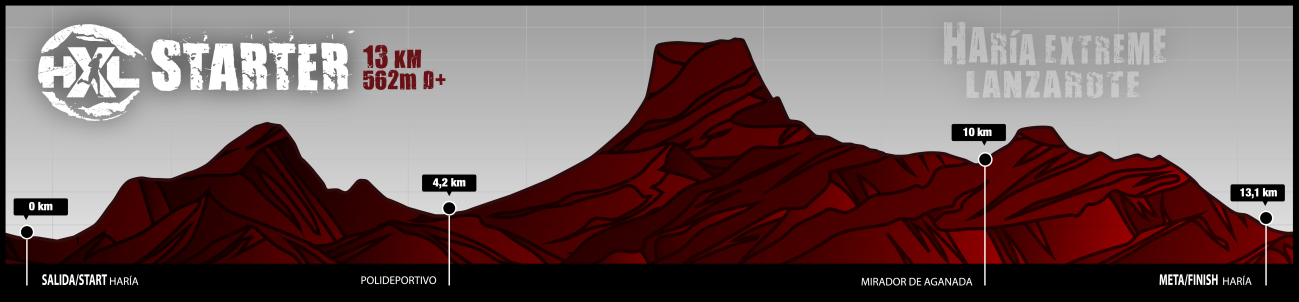 HXL STARTER
13 KM
562m D+
HARÍA EXTREME
LANZAROTE
0 km
4,2 km
10 km
13,1 km
SALIDA/START HARÍA
POLIDEPORTIVO
MIRADOR DE AGANADA
META/FINISH HARÍA